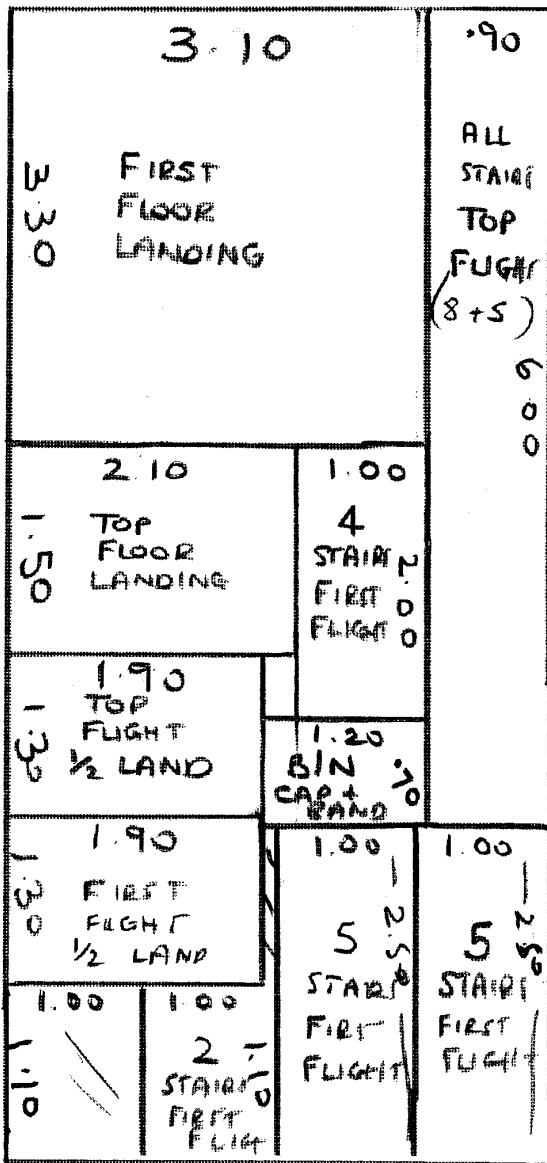 3.10
3.30
FIRST
FLOOR
LANDING
.90
ALL
STAIRS
TOP
FLIGHT
(8+5)
6.00
2.10
1.50
TOP
FLOOR
LANDING
1.00
4
STAIRS
FIRST
FLIGHT
2.00
1.90
1.30
TOP
FLIGHT
1/2 LAND
1.20
BIN
CAP +
BAND
.70
1.90
1.30
FIRST
FLIGHT
1/2 LAND
1.00
5
STAIRS
FIRST
FLIGHT
2.50
1.00
5
STAIRS
FIRST
FLIGHT
2.50
1.00
1.10
1.00
2
STAIRS
FIRST
FLIGH
1.10